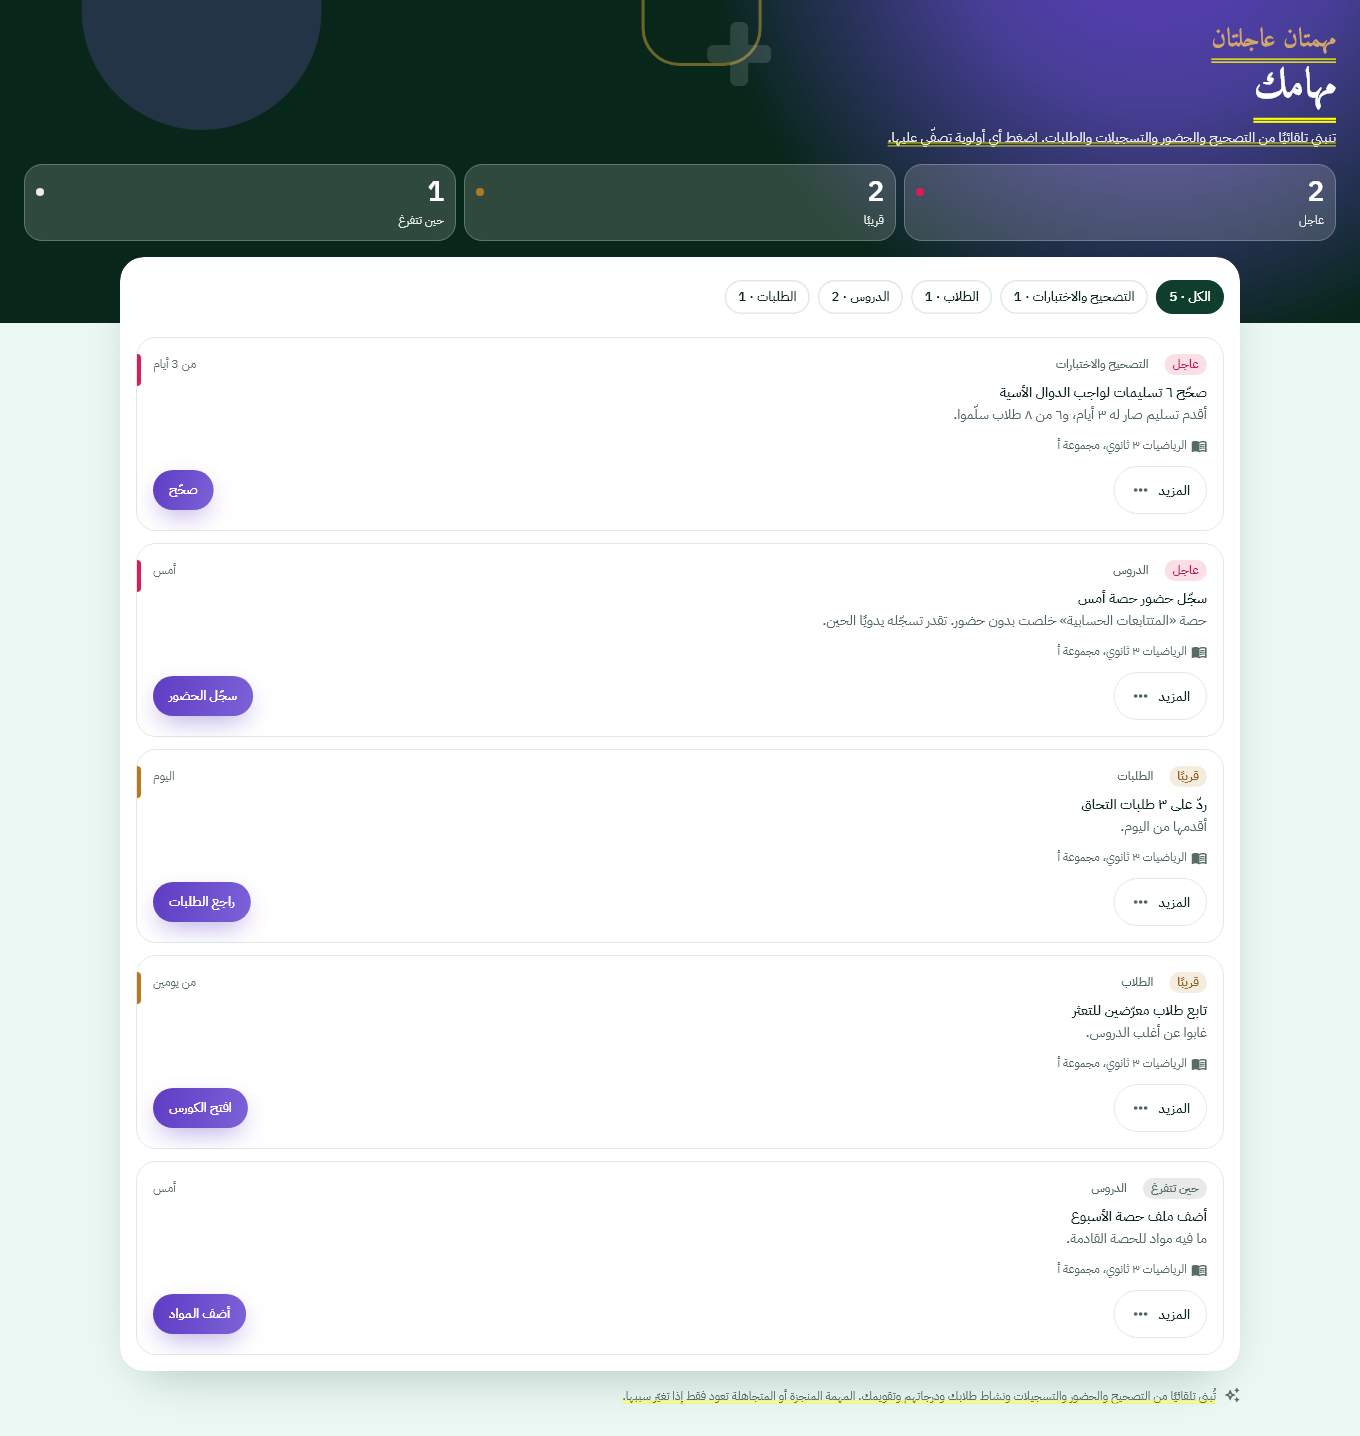 مهمتان عاجلتان
مهامك
تنبني تلقائيًا من التصحيح والحضور والتسجيلات والطلبات. اضغط أي أولوية تصفّي عليها.
2
عاجل
2
قريبًا
1
حين تتفرغ
الكل · 5
التصحيح والاختبارات · 1
الطلاب · 1
الدروس · 2
الطلبات · 1
عاجل التصحيح والاختبارات من 3 أيام
صحّح ٦ تسليمات لواجب الدوال الأسية
أقدم تسليم صار له ٣ أيام، و٦ من ٨ طلاب سلّموا.
الرياضيات ٣ ثانوي، مجموعة أ
المزيد صحّح
عاجل الدروس أمس
سجّل حضور حصة أمس
حصة «المتتابعات الحسابية» خلصت بدون حضور. تقدر تسجّله يدويًا الحين.
الرياضيات ٣ ثانوي، مجموعة أ
المزيد سجّل الحضور
قريبًا الطلبات اليوم
ردّ على ٣ طلبات التحاق
أقدمها من اليوم.
الرياضيات ٣ ثانوي، مجموعة أ
المزيد راجع الطلبات
قريبًا الطلاب من يومين
تابع طلاب معرّضين للتعثر
غابوا عن أغلب الدروس.
الرياضيات ٣ ثانوي، مجموعة أ
المزيد افتح الكورس
حين تتفرغ الدروس أمس
أضف ملف حصة الأسبوع
ما فيه مواد للحصة القادمة.
الرياضيات ٣ ثانوي، مجموعة أ
المزيد أضف المواد
تُبنى تلقائيًا من التصحيح والحضور والتسجيلات ونشاط طلابك ودرجاتهم وتقويمك. المهمة المنجزة أو المتجاهلة تعود فقط إذا تغيّر سببها.